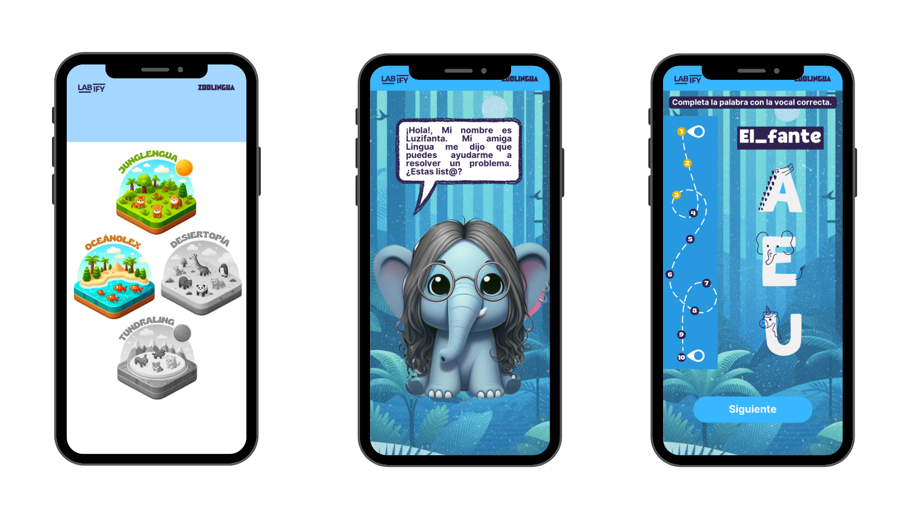 LAB
IFY
ZOOLINGUA
JUNGLENGUA
OCEÁNOLEX
DESIERTOPÍA
TUNDRALING
LAB
IFY
ZOOLINGUA
¡Hola!, Mi nombre es
Luzifanta. Mi amiga
Lingua me dijo que
puedes ayudarme a
resolver un problema.
¿Estas list@?
LAB
IFY
ZOOLINGUA
Completa la palabra con la vocal correcta.
El_fante
1
2
3
4
5
6
7
8
9
10
A
E
U
Siguiente